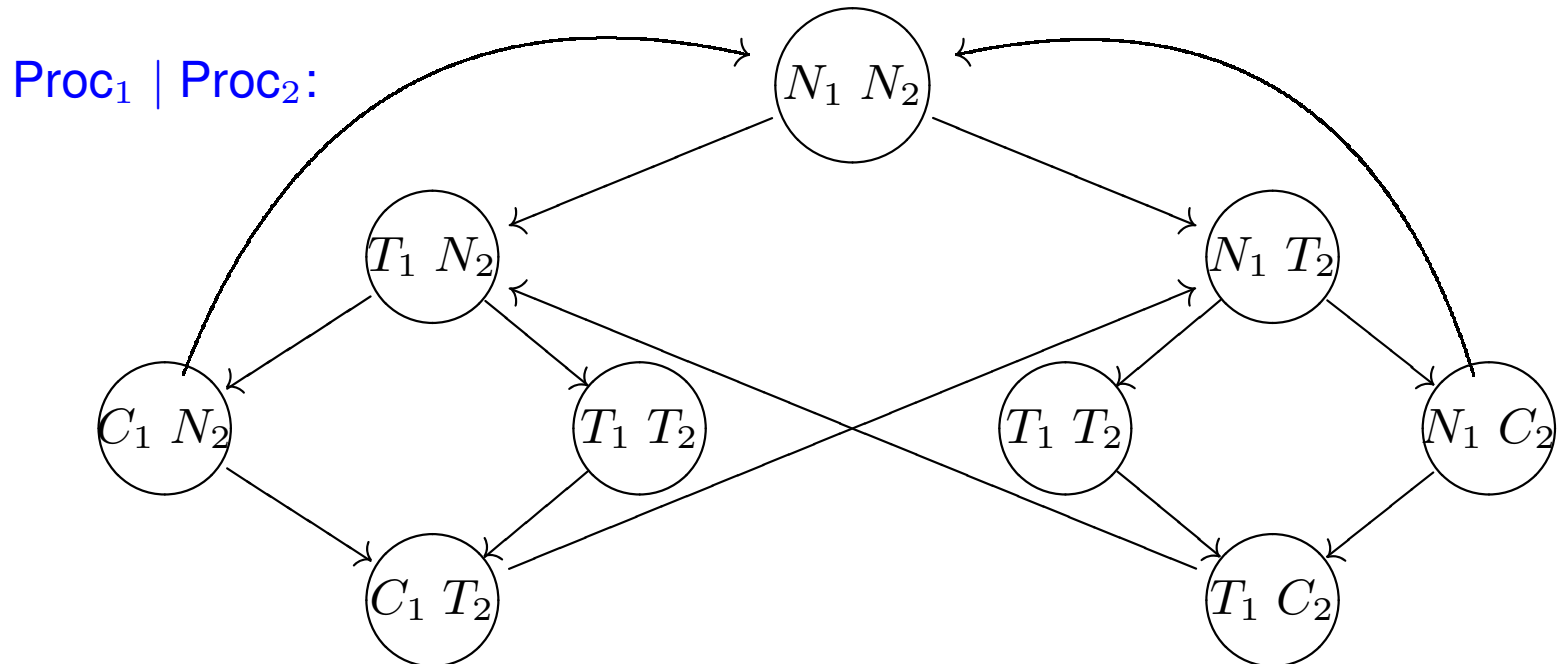 Proc₁ | Proc₂:
N₁ N₂
T₁ N₂
N₁ T₂
C₁ N₂
T₁ T₂
T₁ T₂
N₁ C₂
C₁ T₂
T₁ C₂